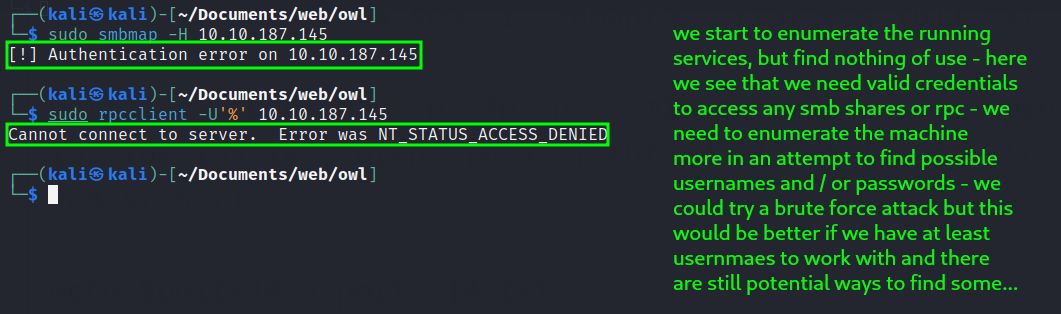 ┌──(kali㉿kali)-[~/Documents/web/owl]
└─$ sudo smbmap -H 10.10.187.145
[!] Authentication error on 10.10.187.145
┌──(kali㉿kali)-[~/Documents/web/owl]
└─$ sudo rpcclient -U'%' 10.10.187.145
Cannot connect to server.  Error was NT_STATUS_ACCESS_DENIED
┌──(kali㉿kali)-[~/Documents/web/owl]
└─$
we start to enumerate the running
services, but find nothing of use - here
we see that we need valid credentials
to access any smb shares or rpc - we
need to enumerate the machine
more in an attempt to find possible
usernames and / or passwords - we
could try a brute force attack but this
would be better if we have at least
usernmaes to work with and there
are still potential ways to find some...